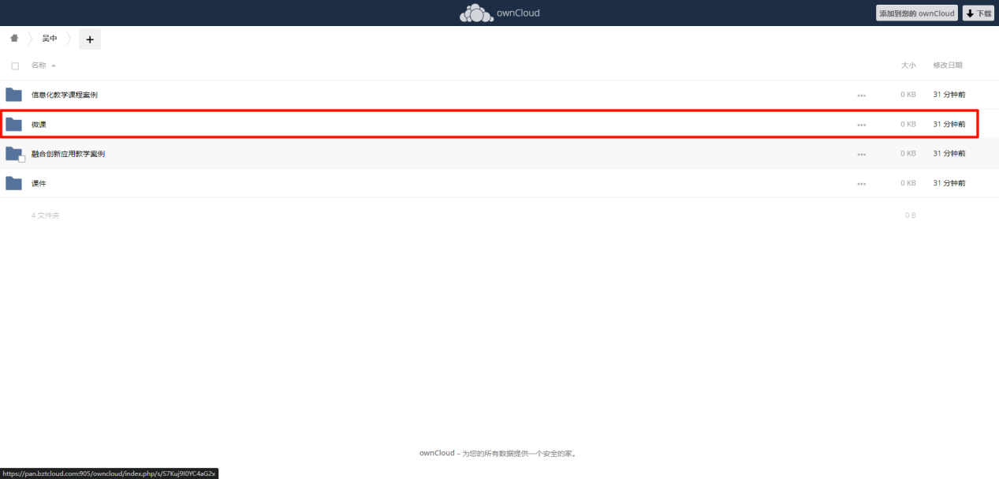 ownCloud 添加到您的 ownCloud 下载
吴中 +
名称 大小 修改日期
信息化教学课程案例 ... 0 KB 31 分钟前
微课 ... 0 KB 31 分钟前
融合创新应用教学案例 ... 0 KB 31 分钟前
课件 ... 0 KB 31 分钟前
4 文件夹 0 B
ownCloud – 为您的所有数据提供一个安全的家。
https://pan.bztcloud.com:905/owncloud/index.php/s/S7Kuj9I0YC4aG2x